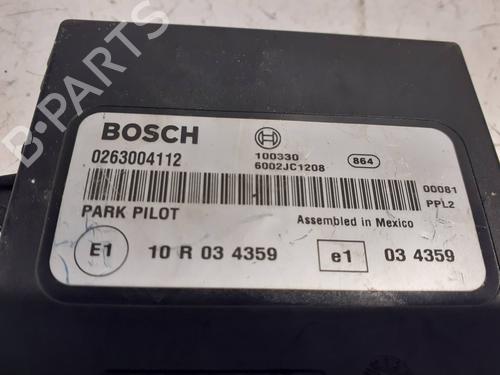 BOSCH
0263004112
100330
6002JC1208
864
00081
PPL2
PARK PILOT
Assembled in Mexico
E1 10 R 03 4359 e1 03 4359
B-PARTS